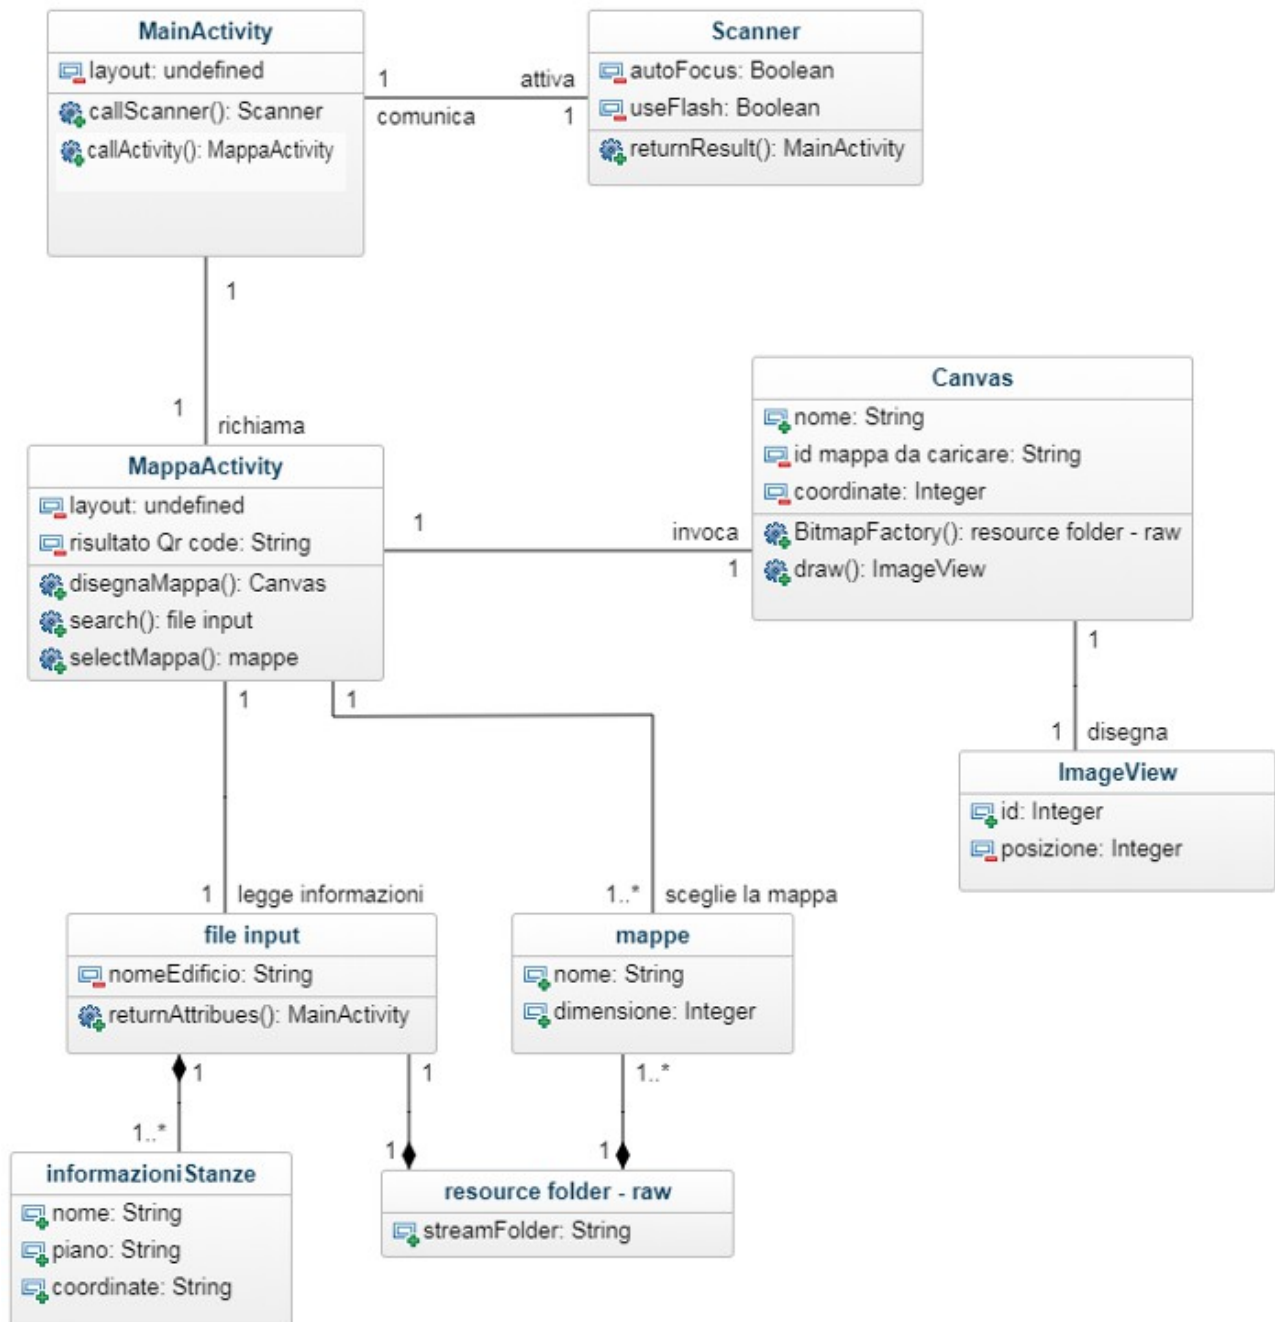 MainActivity
layout: undefined
callScanner(): Scanner
callActivity(): MappaActivity
1
attiva
comunica
1
Scanner
autoFocus: Boolean
useFlash: Boolean
returnResult(): MainActivity
1
1
richiama
MappaActivity
layout: undefined
risultato Qr code: String
disegnaMappa(): Canvas
search(): file input
selectMappa(): mappe
1
invoca
1
Canvas
nome: String
id mappa da caricare: String
coordinate: Integer
BitmapFactory(): resource folder - raw
draw(): ImageView
1
1
disegna
ImageView
id: Integer
posizione: Integer
1
1
1
legge informazioni
1..*
sceglie la mappa
file input
nomeEdificio: String
returnAttribues(): MainActivity
mappe
nome: String
dimensione: Integer
1
1
1..*
1..*
1
1
informazioniStanze
nome: String
piano: String
coordinate: String
resource folder - raw
streamFolder: String